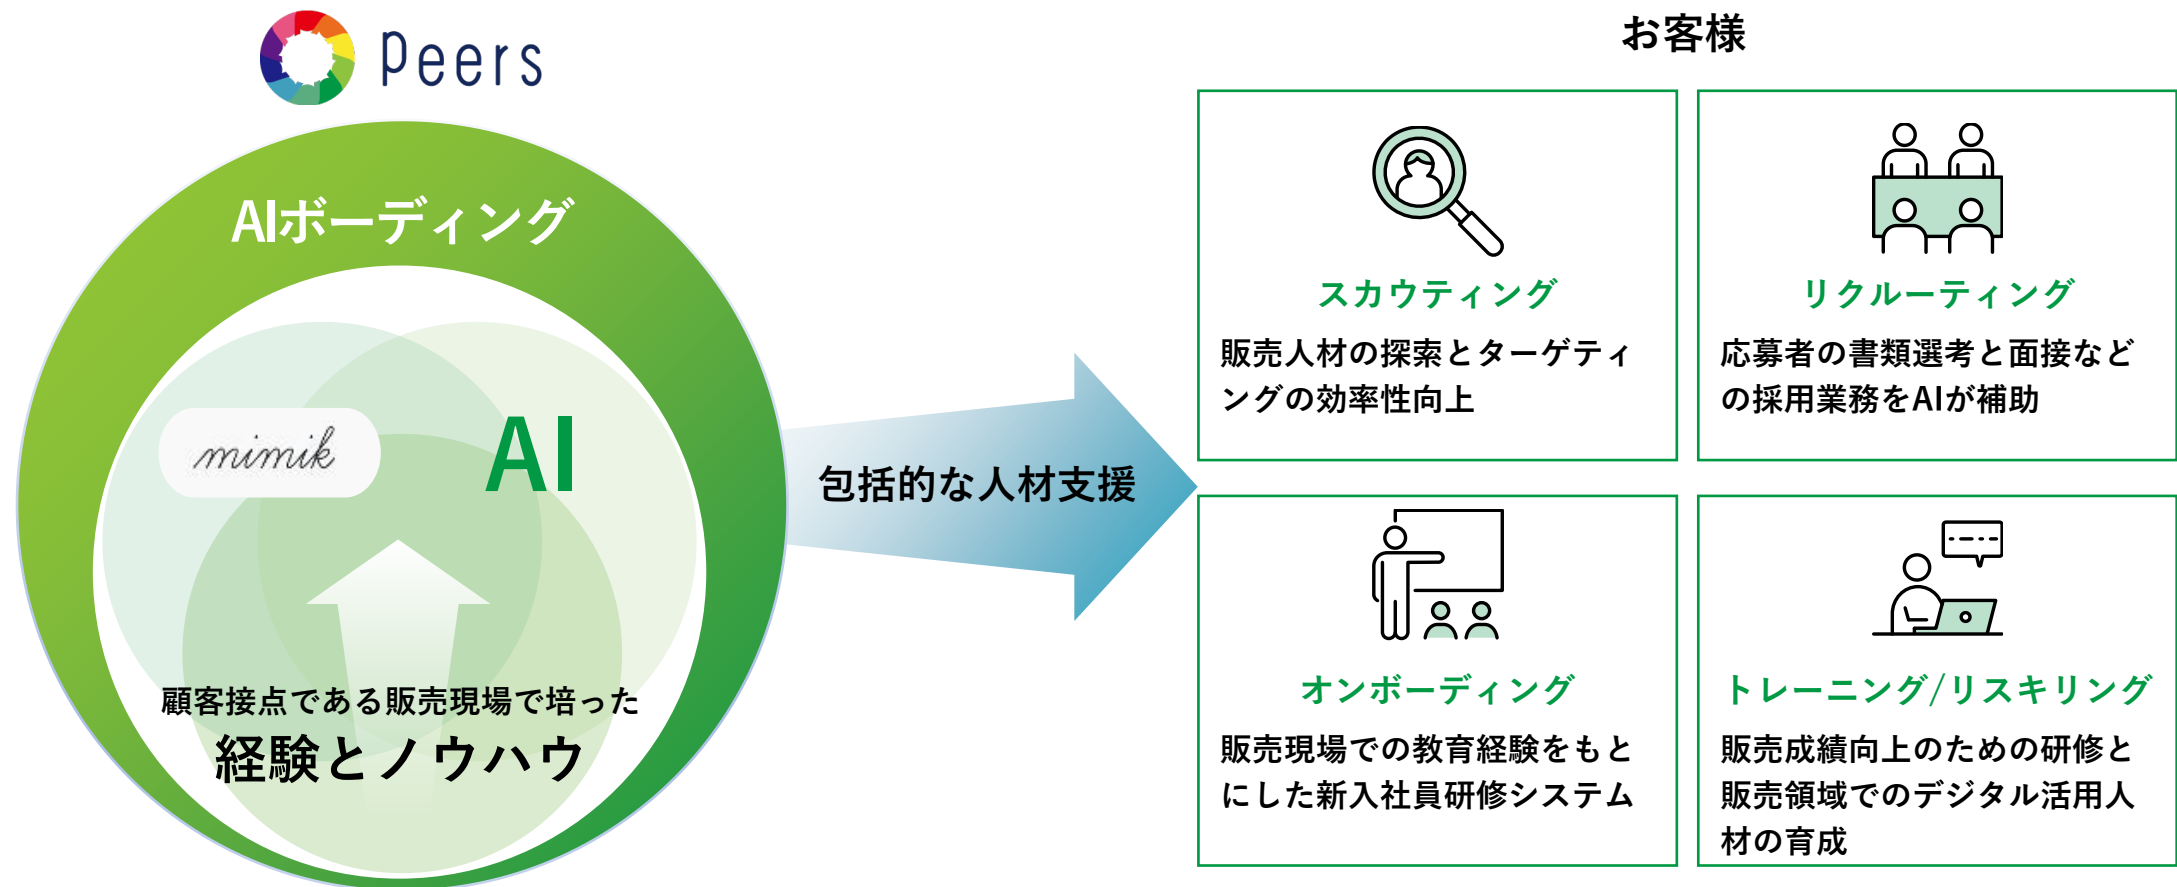 Peers
AIボーディング
mimik
AI
顧客接点である販売現場で培った
経験とノウハウ
包括的な人材支援
お客様
スカウティング
販売人材の探索とターゲティ
ングの効率性向上
リクルーティング
応募者の書類選考と面接など
の採用業務をAIが補助
オンボーディング
販売現場での教育経験をもと
にした新入社員研修システム
トレーニング/リスキリング
販売成績向上のための研修と
販売領域でのデジタル活用人
材の育成